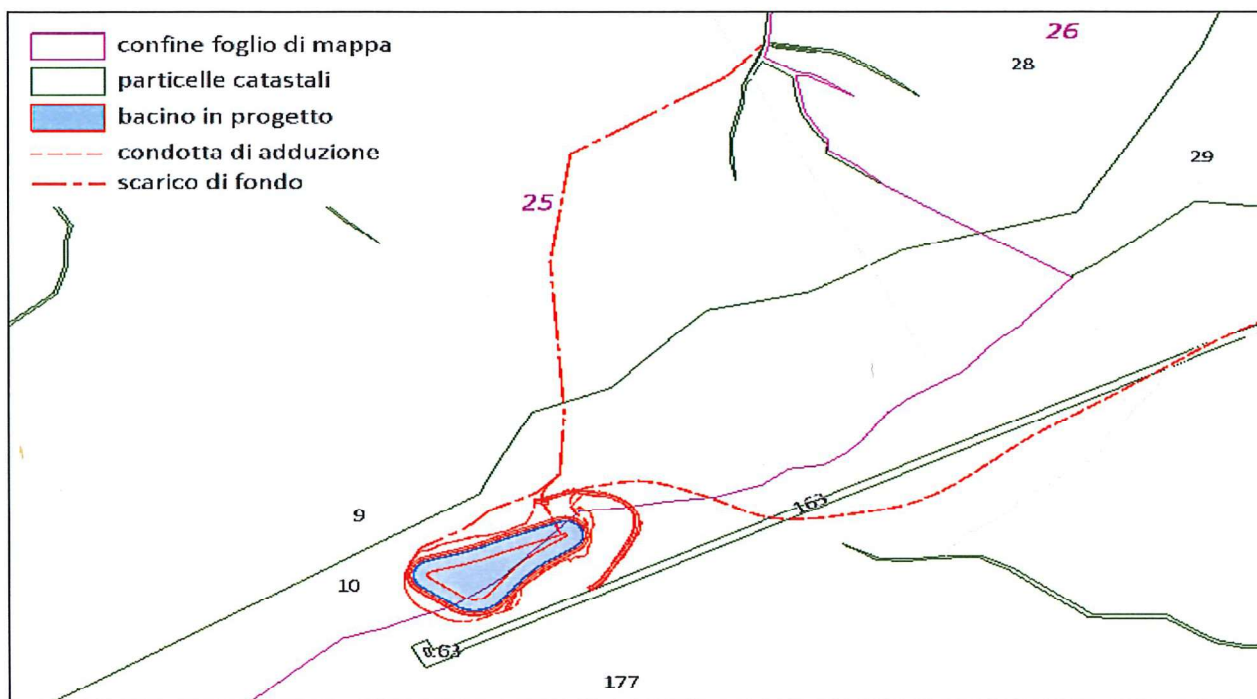 confine foglio di mappa
particelle catastali
bacino in progetto
condotta di adduzione
scarico di fondo
26
28
29
25
163
9
10
163
177